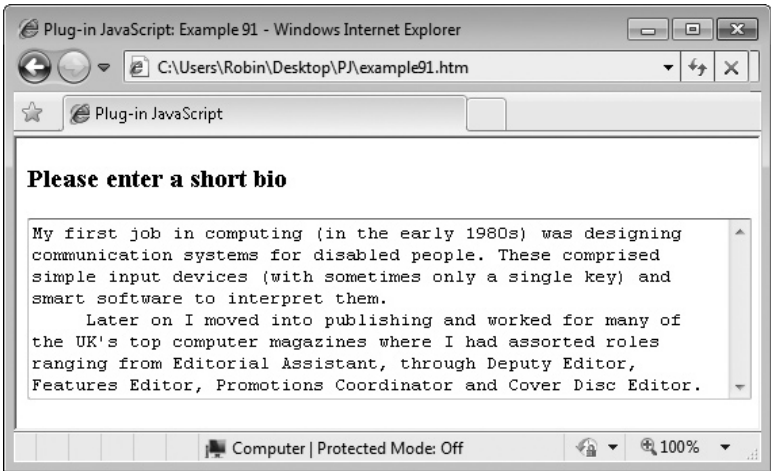 Plug-in JavaScript: Example 91 - Windows Internet Explorer
C:\Users\Robin\Desktop\PJ\example91.htm
Plug-in JavaScript
Please enter a short bio
My first job in computing (in the early 1980s) was designing
communication systems for disabled people. These comprised
simple input devices (with sometimes only a single key) and
smart software to interpret them.
Later on I moved into publishing and worked for many of
the UK's top computer magazines where I had assorted roles
ranging from Editorial Assistant, through Deputy Editor,
Features Editor, Promotions Coordinator and Cover Disc Editor.
Computer | Protected Mode: Off 100%